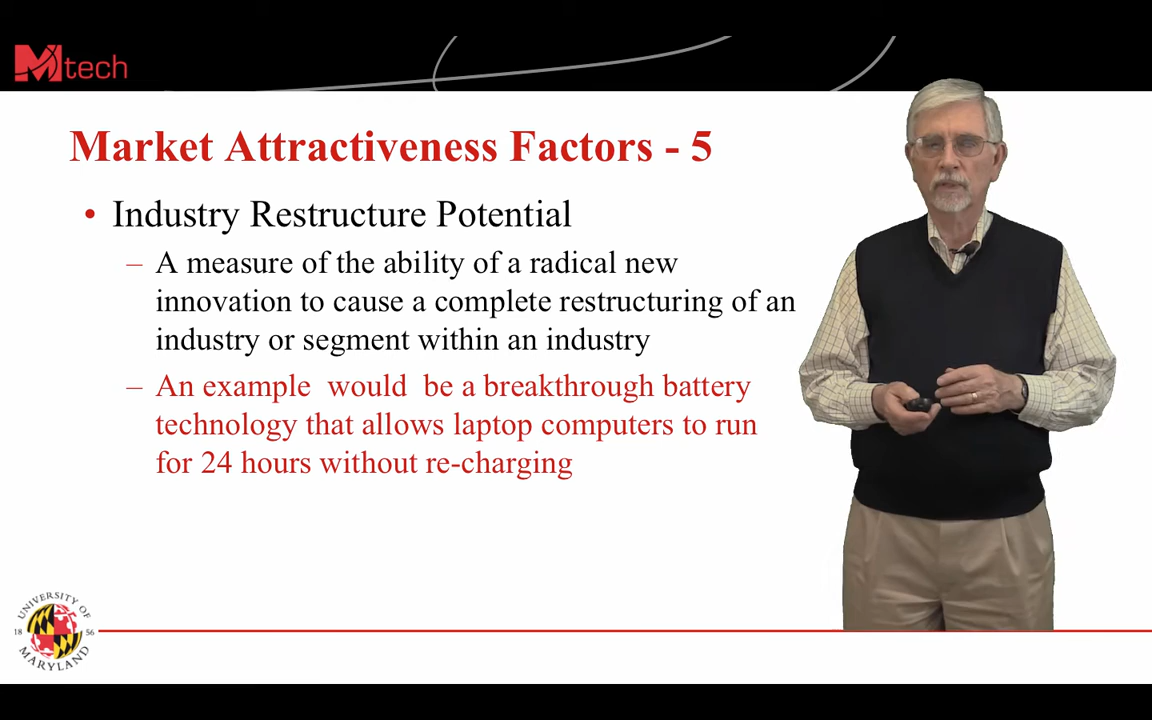 Mtech
Market Attractiveness Factors - 5
• Industry Restructure Potential
– A measure of the ability of a radical new
innovation to cause a complete restructuring of an
industry or segment within an industry
– An example would be a breakthrough battery
technology that allows laptop computers to run
for 24 hours without re-charging
UNIVERSITY OF
18 56
MARYLAND